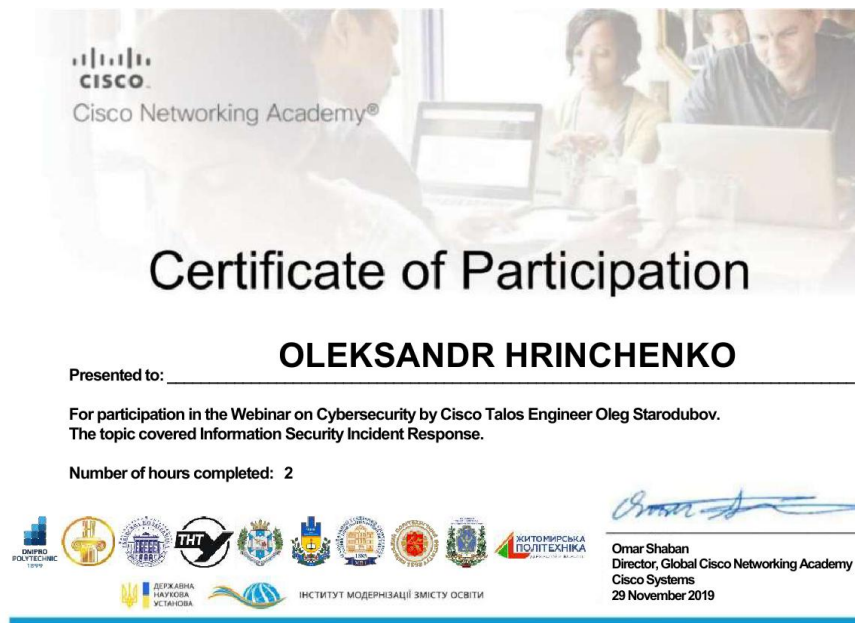 CISCO
Cisco Networking Academy®
Certificate of Participation
OLEKSANDR HRINCHENKO
Presented to:
For participation in the Webinar on Cybersecurity by Cisco Talos Engineer Oleg Starodubov.
The topic covered Information Security Incident Response.
Number of hours completed: 2
DNIPRO
POLYTECHNIC
1899
ТНТ
ЖИТОМИРСЬКА
ПОЛІТЕХНІКА
ДЕРЖАВНА
НАУКОВА
УСТАНОВА
ІНСТИТУТ МОДЕРНІЗАЦІЇ ЗМІСТУ ОСВІТИ
Omar Shaban
Director, Global Cisco Networking Academy
Cisco Systems
29 November 2019